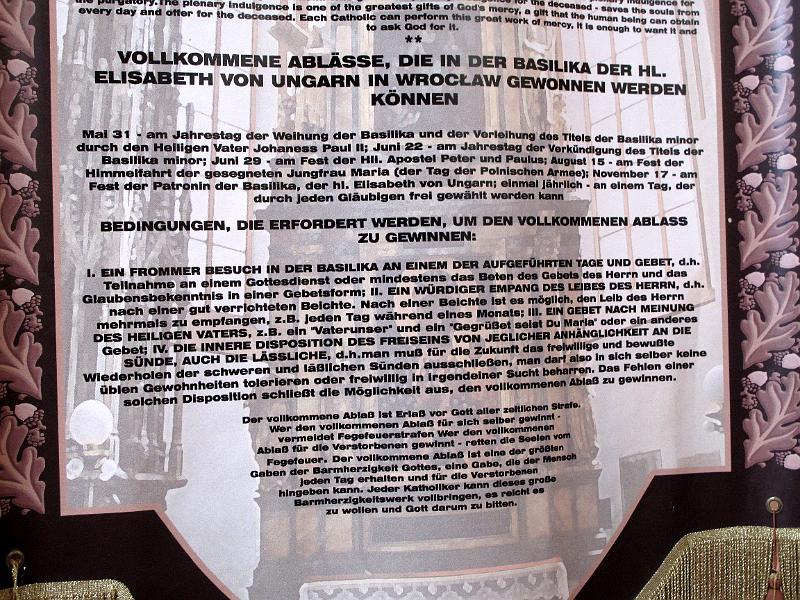 the deceased - saves the souls from
the purgatory.The plenary indulgence is one of the greatest gifts of God's mercy, a gift that the human being can obtain
every day and offer for the deceased. Each Catholic can perform this great work of mercy, it is enough to want it and
to ask God for it.
**
VOLLKOMMENE ABLÄSSE, DIE IN DER BASILIKA DER HL.
ELISABETH VON UNGARN IN WROCŁAW GEWONNEN WERDEN
KÖNNEN
Mai 31 - am Jahrestag der Weihung der Basilika und der Verleihung des Titels der Basilika minor
durch den Heiligen Vater Johaness Paul II; Juni 22 - am Jahrestag der Verkündigung des Titels der
Basilika minor; Juni 29 - am Fest der Hll. Apostel Peter und Paulus; August 15 - am Fest der
Himmelfahrt der gesegneten Jungfrau Maria (der Tag der Polnischen Armee); November 17 - am
Fest der Patronin der Basilika, der hl. Elisabeth von Ungarn; einmal jährlich - an einem Tag, der
durch jeden Gläubigen frei gewählt werden kann
BEDINGUNGEN, DIE ERFORDERT WERDEN, UM DEN VOLLKOMMENEN ABLASS
ZU GEWINNEN:
I. EIN FROMMER BESUCH IN DER BASILIKA AN EINEM DER AUFGEFÜHRTEN TAGE UND GEBET, d.h.
Teilnahme an einem Gottesdienst oder mindestens das Beten des Gebets des Herrn und das
Glaubensbekenntnis in einer Gebetsform; II. EIN WÜRDIGER EMPANG DES LEIBES DES HERRN, d.h.
nach einer gut verrichteten Beichte. Nach einer Beichte ist es möglich, den Leib des Herrn
mehrmals zu empfangen, z.B. jeden Tag während eines Monats; III. EIN GEBET NACH MEINUNG
DES HEILIGEN VATERS, z.B. ein "Vaterunser" und ein "Gegrüßet seist Du Maria" oder ein anderes
Gebet; IV. DIE INNERE DISPOSITION DES FREISEINS VON JEGLICHER ANHÄNGLICHKEIT AN DIE
SÜNDE, AUCH DIE LÄSSLICHE, d.h.man muß für die Zukunft das freiwillige und bewußte
Wiederholen der schweren und läßlichen Sünden ausschließen, man darf also in sich selber keine
üblen Gewohnheiten tolerieren oder freiwillig in irgendeiner Sucht beharren. Das Fehlen einer
solchen Disposition schließt die Möglichkeit aus, den vollkommenen Ablaß zu gewinnen.
Der vollkommene Ablaß ist Erlaß vor Gott aller zeitlichen Strafe.
Wer den vollkommenen Ablaß für sich selber gewinnt -
vermeldet Fegefeuerstrafen Wer den vollkommenen
Ablaß für die Verstorbenen gewinnt - retten die Seelen vom
Fegefeuer. Der vollkommene Ablaß ist eine der größten
Gaben der Barmherzigkeit Gottes, eine Gabe, die der Mensch
jeden Tag erhalten und für die Verstorbenen
hingeben kann. Jeder Katholiker kann dieses große
Barmherzigkeitswerk vollbringen, es reicht es
zu wollen und Gott darum zu bitten.